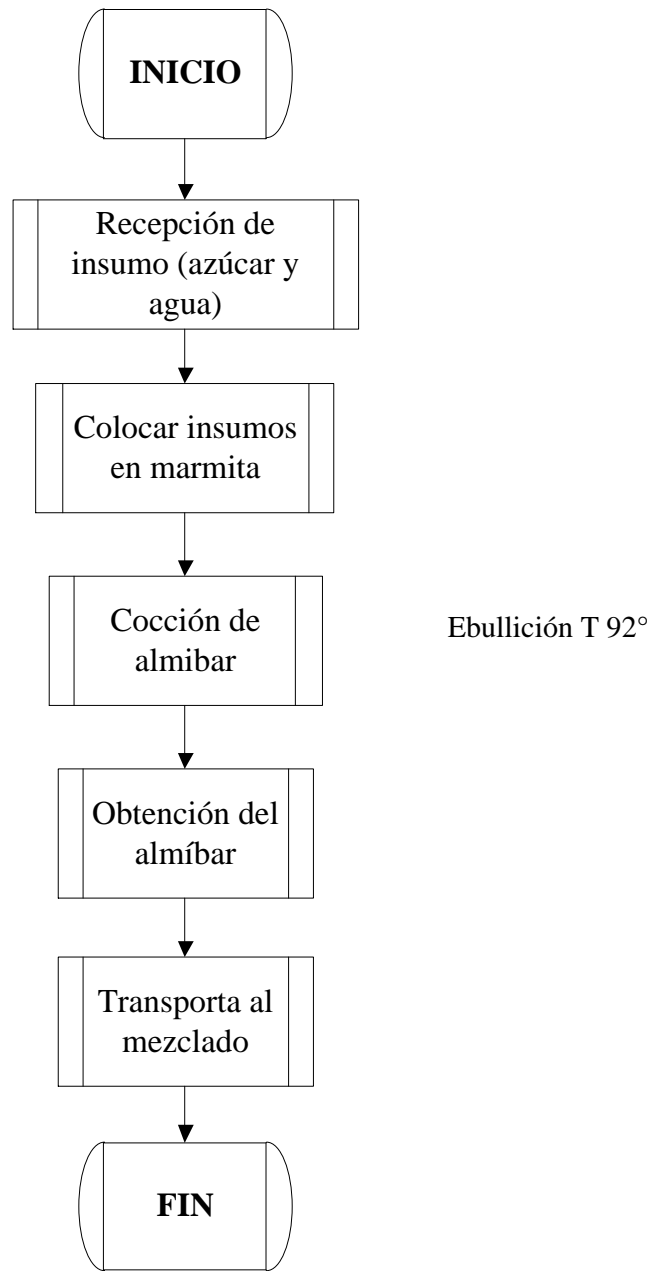 INICIO
Recepción de
insumo (azúcar y
agua)
Colocar insumos
en marmita
Cocción de
almibar
Ebullición T 92°
Obtención del
almíbar
Transporta al
mezclado
FIN